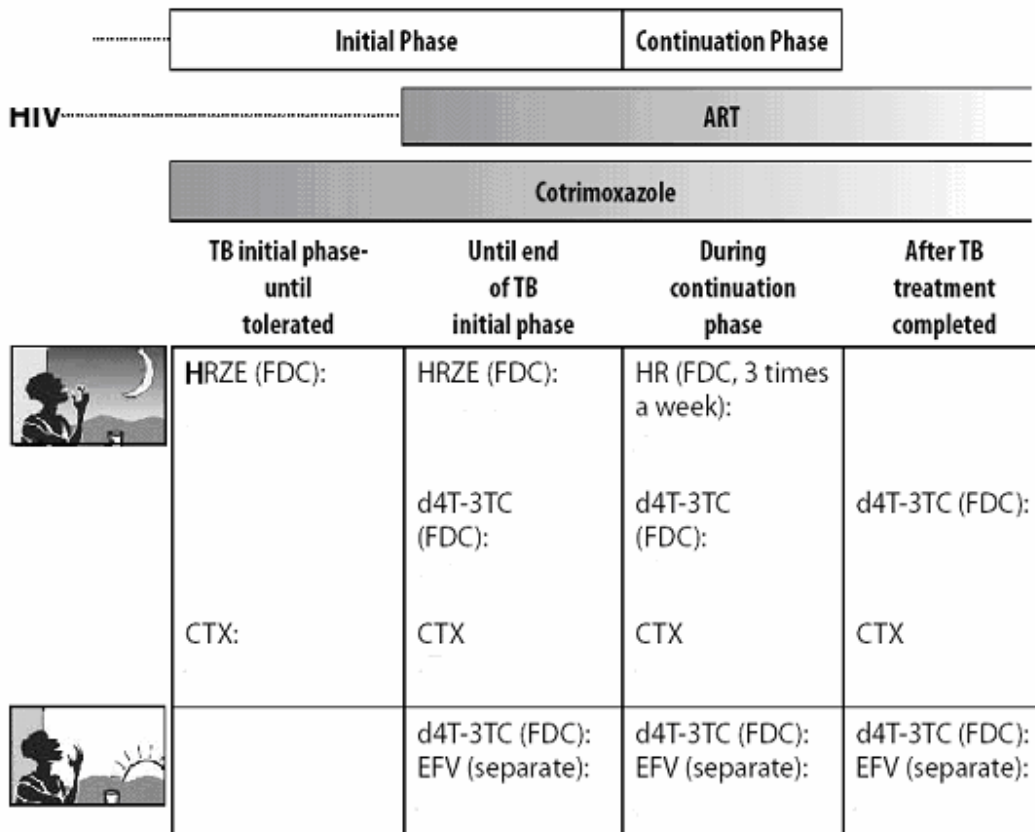 Initial Phase
Continuation Phase
HIV
ART
Cotrimoxazole
TB initial phase-
until
tolerated
Until end
of TB
initial phase
During
continuation
phase
After TB
treatment
completed
HRZE (FDC):
HRZE (FDC):
HR (FDC, 3 times
a week):
d4T-3TC
(FDC):
d4T-3TC
(FDC):
d4T-3TC (FDC):
CTX:
CTX
CTX
CTX
d4T-3TC (FDC):
EFV (separate):
d4T-3TC (FDC):
EFV (separate):
d4T-3TC (FDC):
EFV (separate):